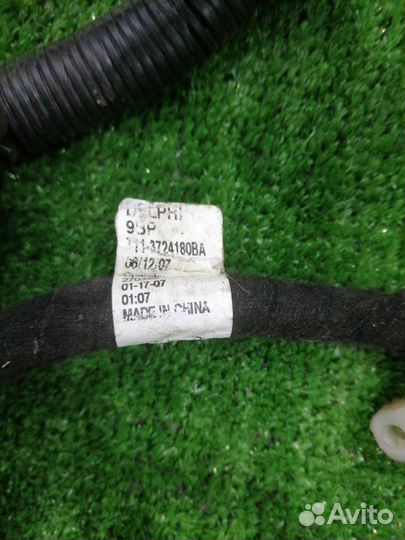 DELPHI
T11-3724180BA
06/12/07
01-17-07
01:07
MADE IN CHINA
Avito